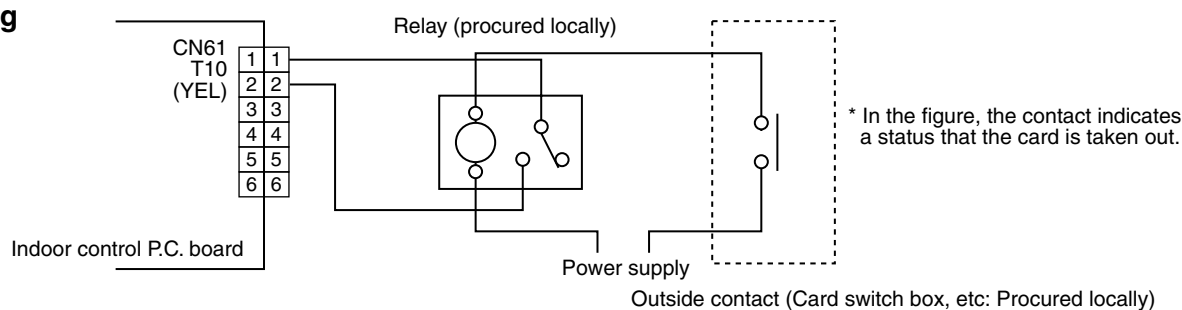 g
Relay (procured locally)
CN61
T10
(YEL)
1 1
2 2
3 3
4 4
5 5
6 6
* In the figure, the contact indicates
a status that the card is taken out.
Indoor control P.C. board
Power supply
Outside contact (Card switch box, etc: Procured locally)